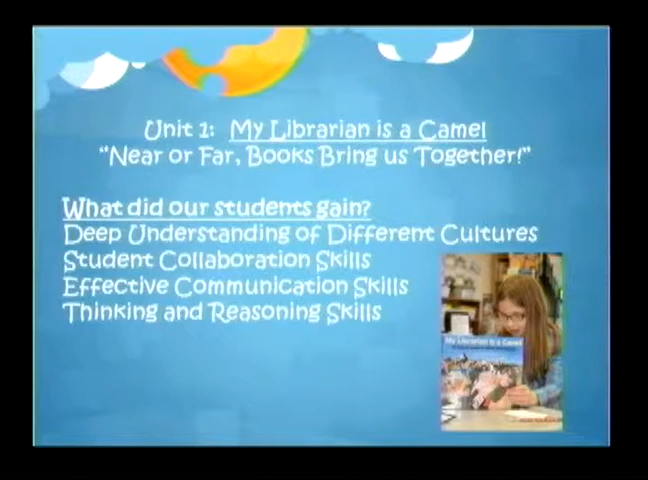 Unit 1: My Librarian is a Camel
"Near or Far, Books Bring us Together!"
What did our students gain?
Deep Understanding of Different Cultures
Student Collaboration Skills
Effective Communication Skills
Thinking and Reasoning Skills
My Librarian is a Camel